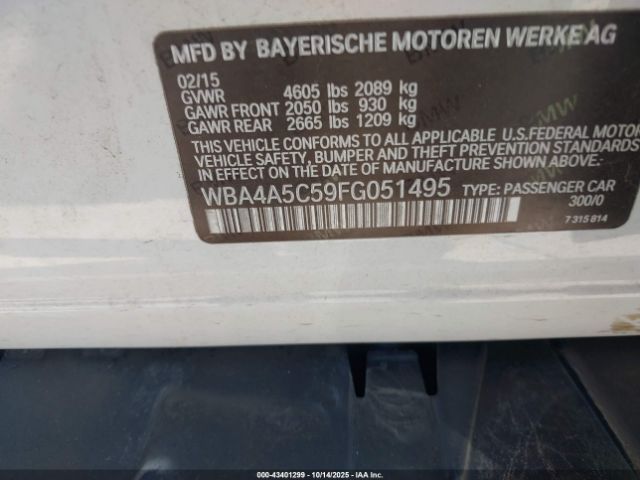 MFD BY BAYERISCHE MOTOREN WERKE AG
02/15
GVWR 4605 lbs 2089 kg
GAWR FRONT 2050 lbs 930 kg
GAWR REAR 2665 lbs 1209 kg
THIS VEHICLE CONFORMS TO ALL APPLICABLE U.S.FEDERAL MOTOR
VEHICLE SAFETY, BUMPER AND THEFT PREVENTION STANDARDS
IN EFFECT ON THE DATE OF MANUFACTURE SHOWN ABOVE.
WBA4A5C59FG051495 TYPE: PASSENGER CAR
300/0
7 315 814
000-43401299 - 10/14/2025 - IAA Inc.